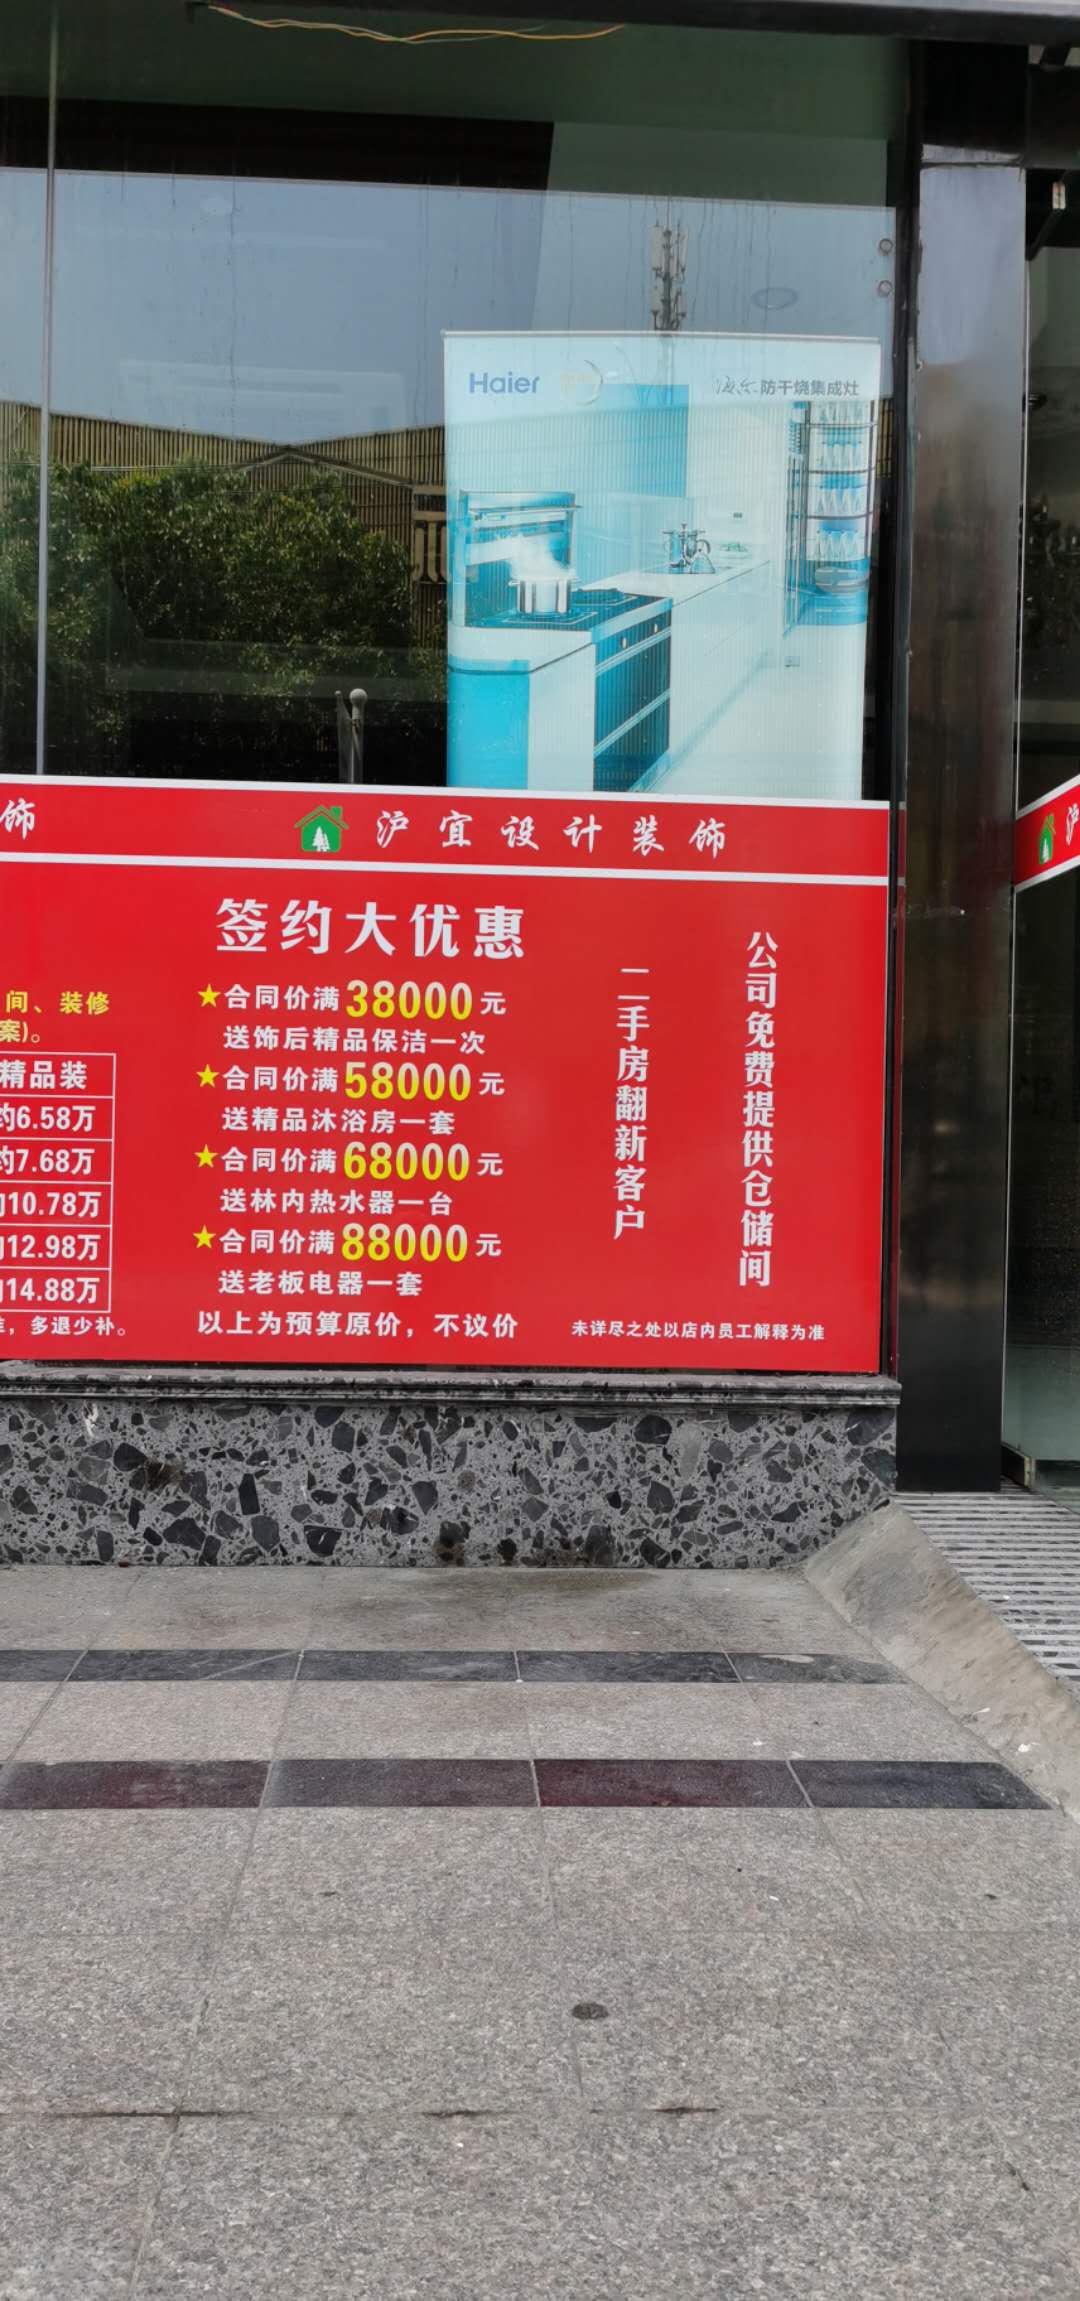 Haier
防干烧集成灶
饰
沪宜设计装饰
沪
间、装修
案)。
精品装
约6.58万
约7.68万
10.78万
12.98万
14.88万
，多退少补。
签约大优惠
★合同价满38000元
送饰后精品保洁一次
★合同价满58000元
送精品沐浴房一套
★合同价满68000元
送林内热水器一台
★合同价满88000元
送老板电器一套
以上为预算原价，不议价
二手房翻新客户
公司免费提供仓储间
未详尽之处以店内员工解释为准